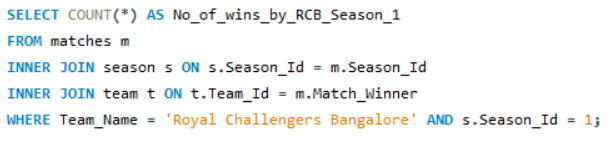 SELECT COUNT(*) AS No_of_wins_by_RCB_Season_1
FROM matches m
INNER JOIN season s ON s.Season_Id = m.Season_Id
INNER JOIN team t ON t.Team_Id = m.Match_Winner
WHERE Team_Name = 'Royal Challengers Bangalore' AND s.Season_Id = 1;